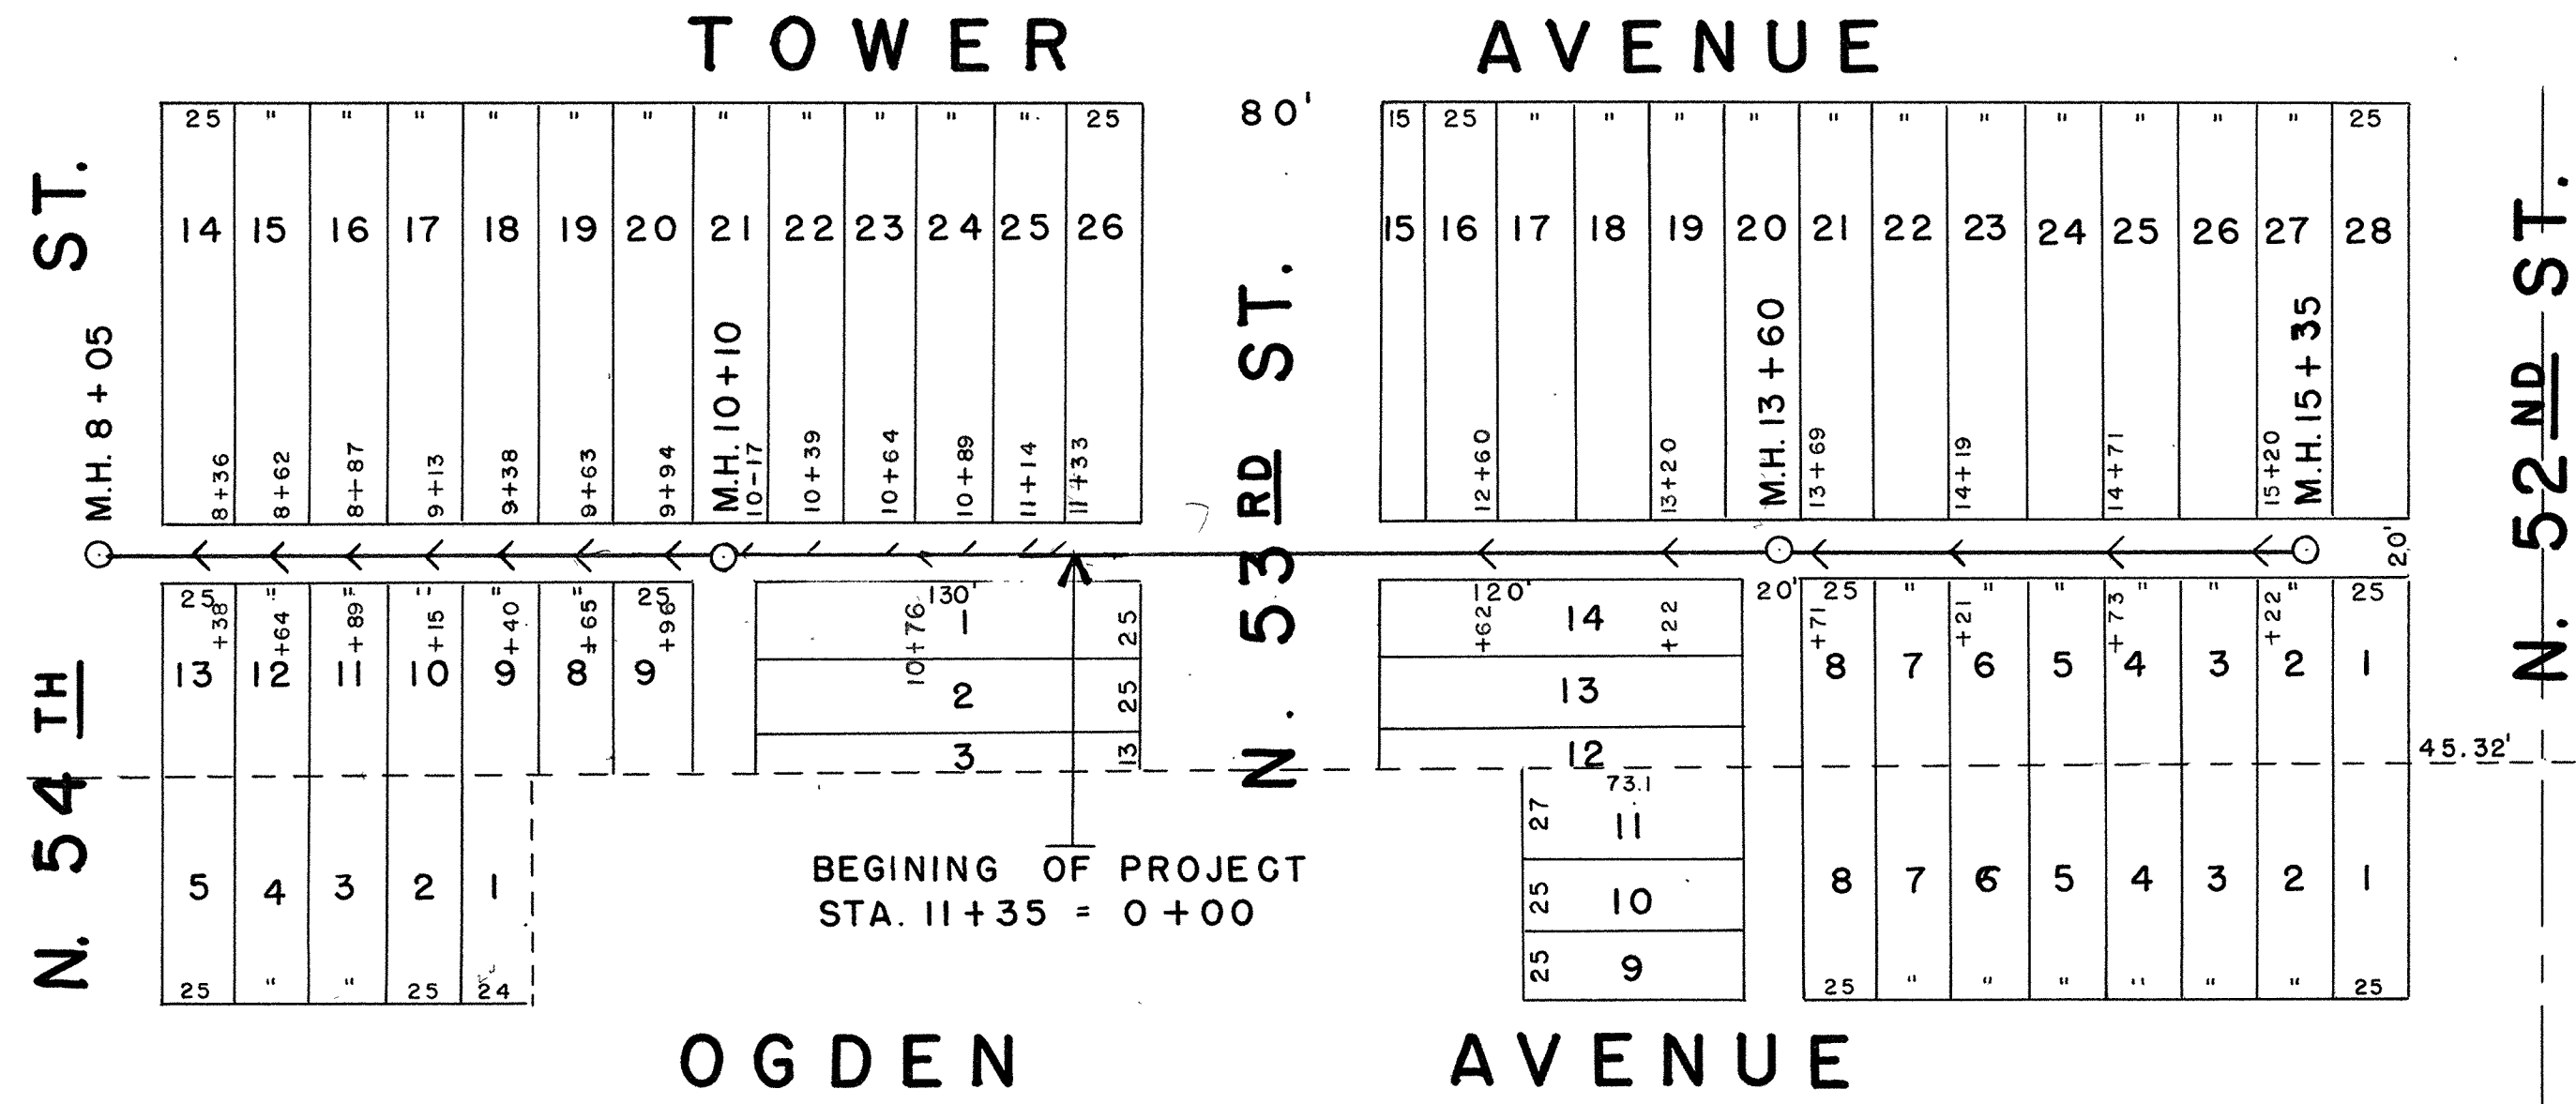 TOWER AVENUE
25 " " " " " " " " " " " 25
80'
15 25 " " " " " " " " " " " 25
14 15 16 17 18 19 20 21 22 23 24 25 26
15 16 17 18 19 20 21 22 23 24 25 26 27 28
M.H. 8+05
8+36
8+62
8+87
9+13
9+38
9+63
9+94
M.H. 10+10
10-17
10+39
10+64
10+89
11+14
11+33
12+60
13+20
M.H. 13+60
13+69
14+19
14+71
15+20
M.H. 15+35
20'
N. 54 TH ST.
N. 53 RD ST.
N. 52 ND ST.
25 " " " " " 25
+38
+64
+89
+15
+40
+65
+96
13 12 11 10 9 8 9
130'
10+76
1 25
2 25
3 13
120'
+62
14
+22
13
12
20'
25 " " " " " " 25
+71
+21
+73
+22
8 7 6 5 4 3 2 1
45.32'
73.1
27 11
25 10
25 9
5 4 3 2 1
25 " " 25 24
BEGINING OF PROJECT
STA. 11+35 = 0+00
8 7 6 5 4 3 2 1
25 " " " " " " 25
OGDEN AVENUE